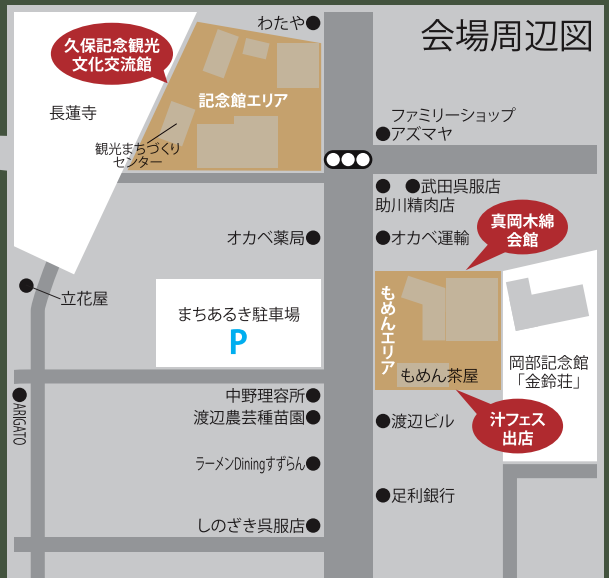 会場周辺図
わたや
久保記念観光
文化交流館
記念館エリア
長蓮寺
観光まちづくり
センター
ファミリーショップ
アズマヤ
武田呉服店
助川精肉店
オカベ薬局
オカベ運輸
真岡木綿
会館
立花屋
まちあるき駐車場
P
もめんエリア
もめん茶屋
岡部記念館
「金鈴荘」
ARIGATO
中野理容所
渡辺農芸種苗園
渡辺ビル
汁フェス
出店
ラーメンDiningすずらん
足利銀行
しのざき呉服店